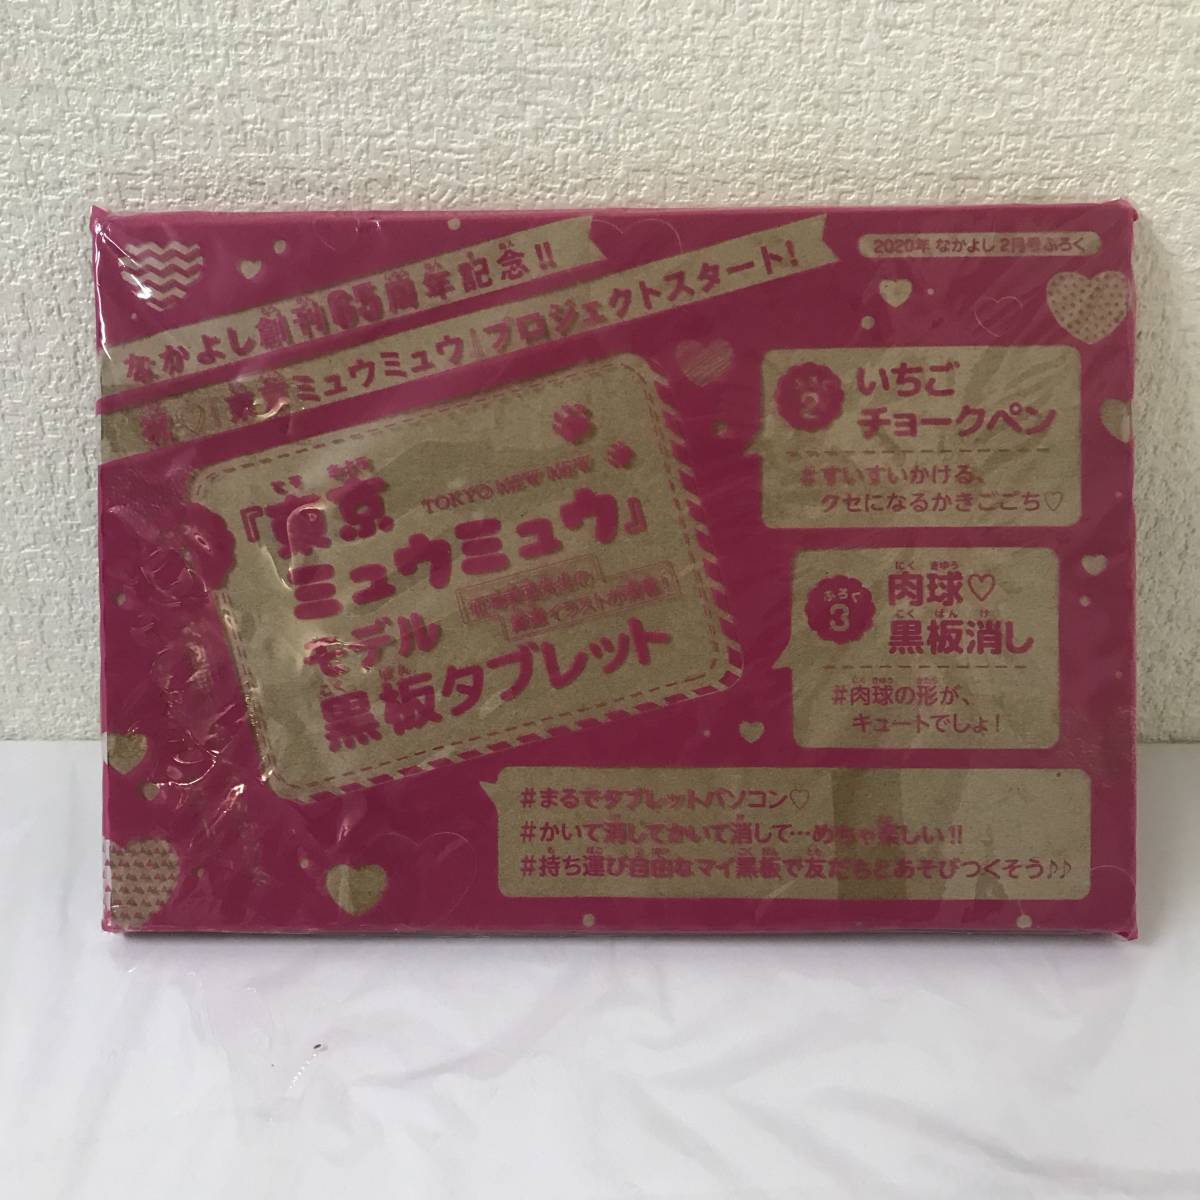 2020年 なかよし 2月号ふろく
なかよし創刊65周年記念!!
東京ミュウミュウ プロジェクトスタート!
『東京
TOKYO MEW MEW
ミュウミュウ』
モデル
黒板タブレット
2
いちご
チョークペン
#すいすいかける、
クセになるかきごごち♡
ふろく
3
肉球♡
黒板消し
#肉球の形が、
キュートでしょ!
#まるでタブレットパソコン♡
#かいて消してかいて消して…めちゃ楽しい!!
#持ち運び自由なマイ黒板で友だちとあそびつくそう♪♪